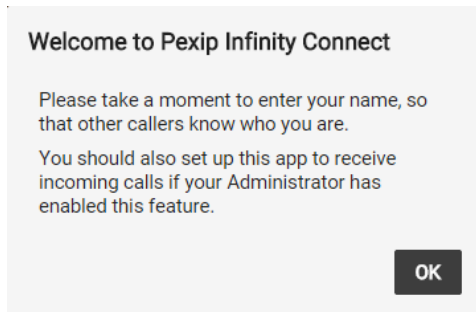 Welcome to Pexip Infinity Connect
Please take a moment to enter your name, so
that other callers know who you are.
You should also set up this app to receive
incoming calls if your Administrator has
enabled this feature.
OK